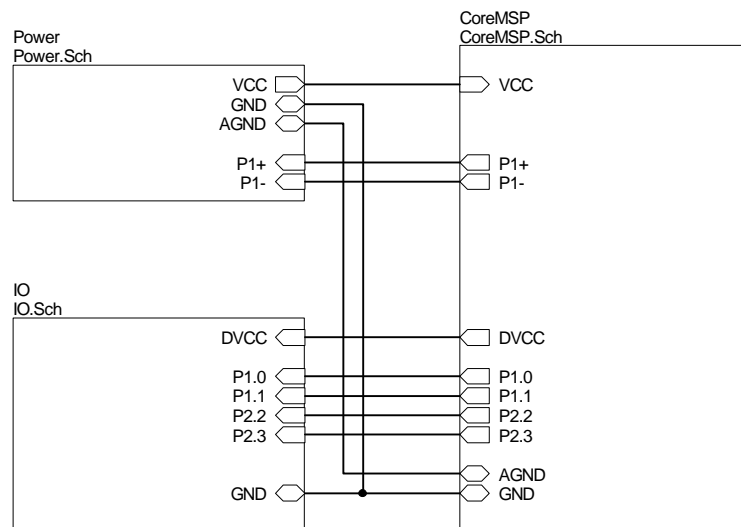 Power
Power.Sch
VCC
GND
AGND
P1+
P1-
IO
IO.Sch
DVCC
P1.0
P1.1
P2.2
P2.3
GND
CoreMSP
CoreMSP.Sch
VCC
P1+
P1-
DVCC
P1.0
P1.1
P2.2
P2.3
AGND
GND